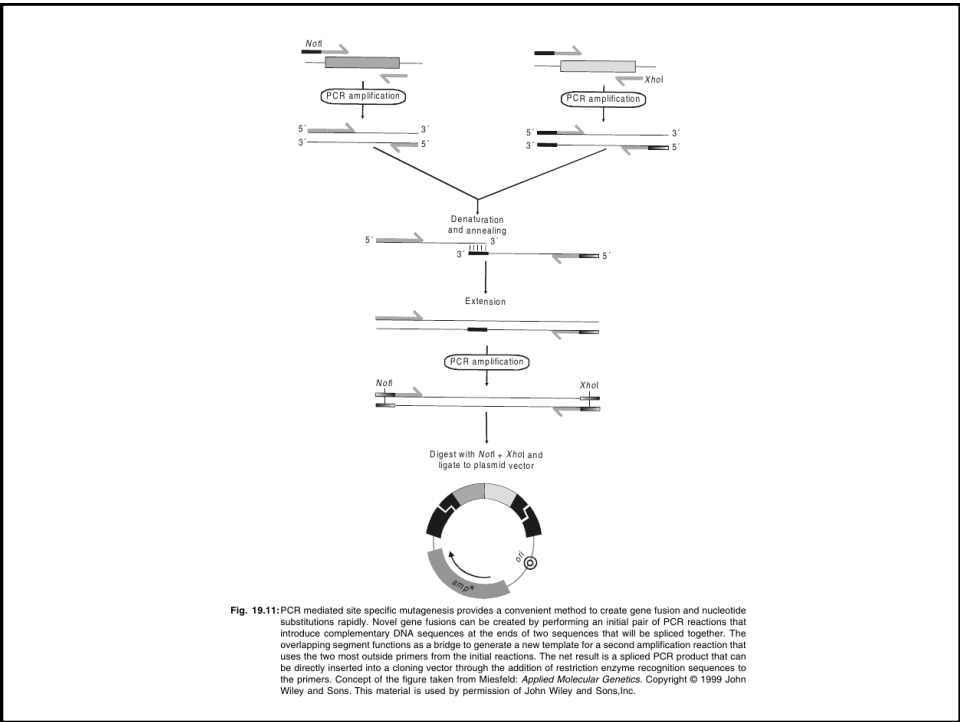 NotI
XhoI
PCR amplification
PCR amplification
5´ 3´
3´ 5´
5´ 3´
3´ 5´
Denaturation
and annealing
5´ 3´
3´ 5´
Extension
PCR amplification
NotI XhoI
Digest with NotI + XhoI and
ligate to plasmid vector
ori
ampR
Fig. 19.11: PCR mediated site specific mutagenesis provides a convenient method to create gene fusion and nucleotide
substitutions rapidly. Novel gene fusions can be created by performing an initial pair of PCR reactions that
introduce complementary DNA sequences at the ends of two sequences that will be spliced together. The
overlapping segment functions as a bridge to generate a new template for a second amplification reaction that
uses the two most outside primers from the initial reactions. The net result is a spliced PCR product that can
be directly inserted into a cloning vector through the addition of restriction enzyme recognition sequences to
the primers. Concept of the figure taken from Miesfeld: Applied Molecular Genetics. Copyright © 1999 John
Wiley and Sons. This material is used by permission of John Wiley and Sons,Inc.